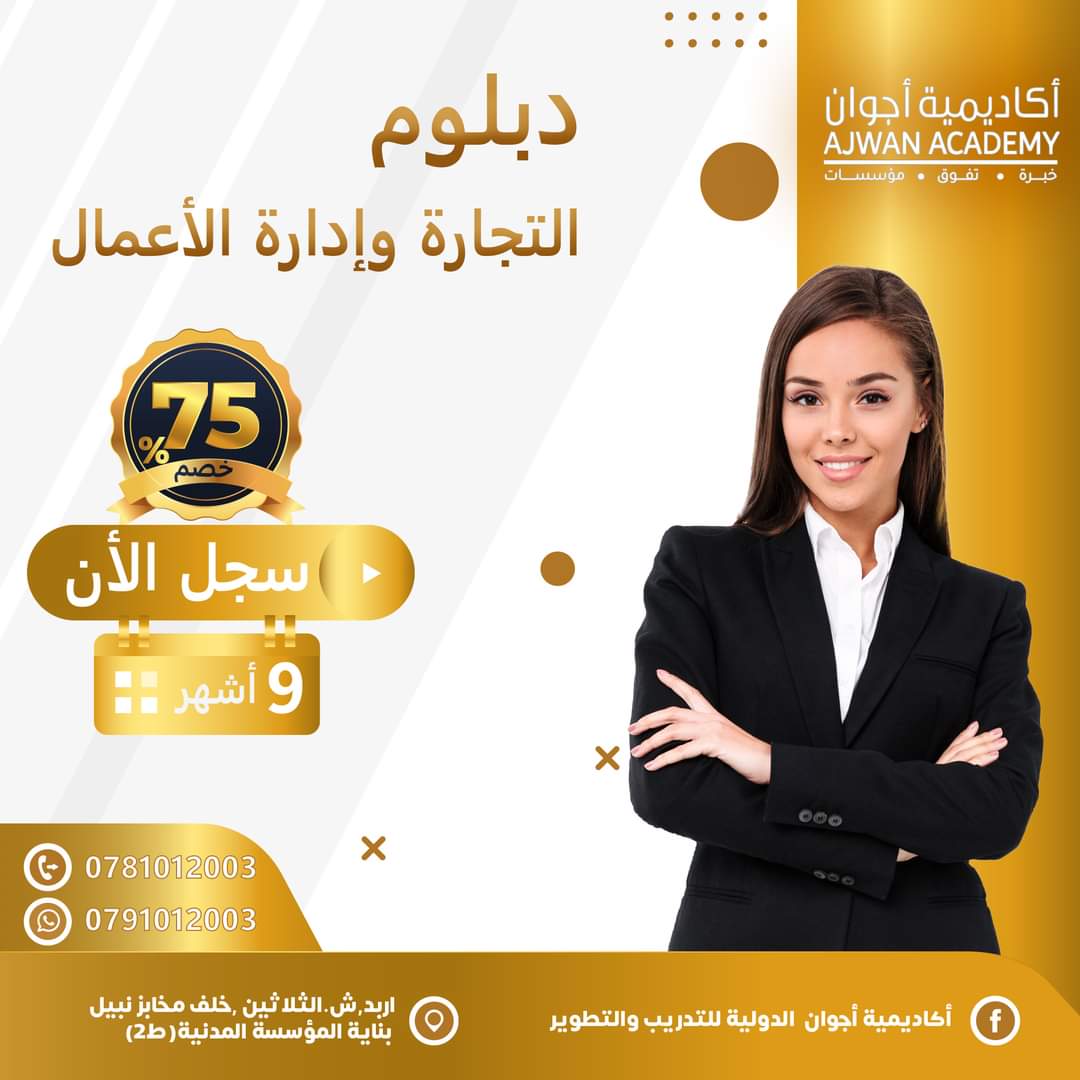 أكاديمية أجوان
AJWAN ACADEMY
خبرة • تفوق • مؤسسات
دبلوم
التجارة وإدارة الأعمال
%75
خصم
سجل الأن
9 أشهر
0781012003
0791012003
أكاديمية أجوان الدولية للتدريب والتطوير
اربد,ش.الثلاثين ,خلف مخابز نبيل
بناية المؤسسة المدنية( ط2)